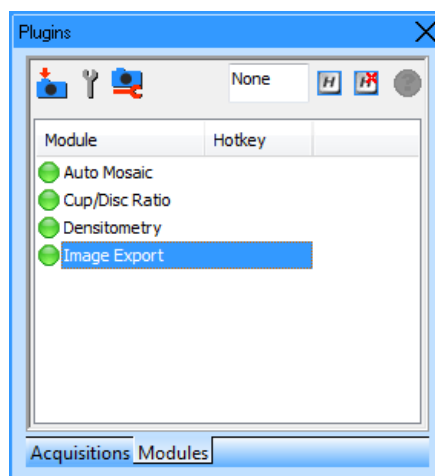 Plugins
None
H H
Module Hotkey
Auto Mosaic
Cup/Disc Ratio
Densitometry
Image Export
Acquisitions Modules